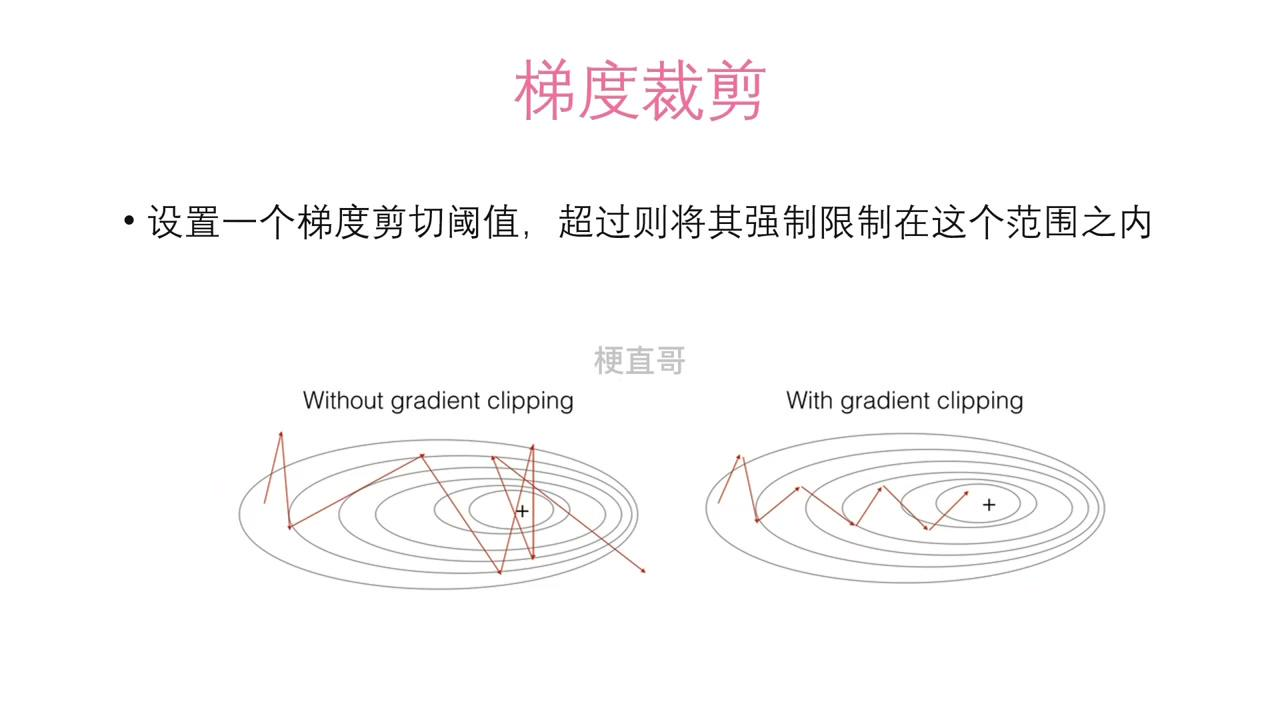 梯度裁剪
• 设置一个梯度剪切阈值，超过则将其强制限制在这个范围之内
梗直哥
Without gradient clipping
With gradient clipping